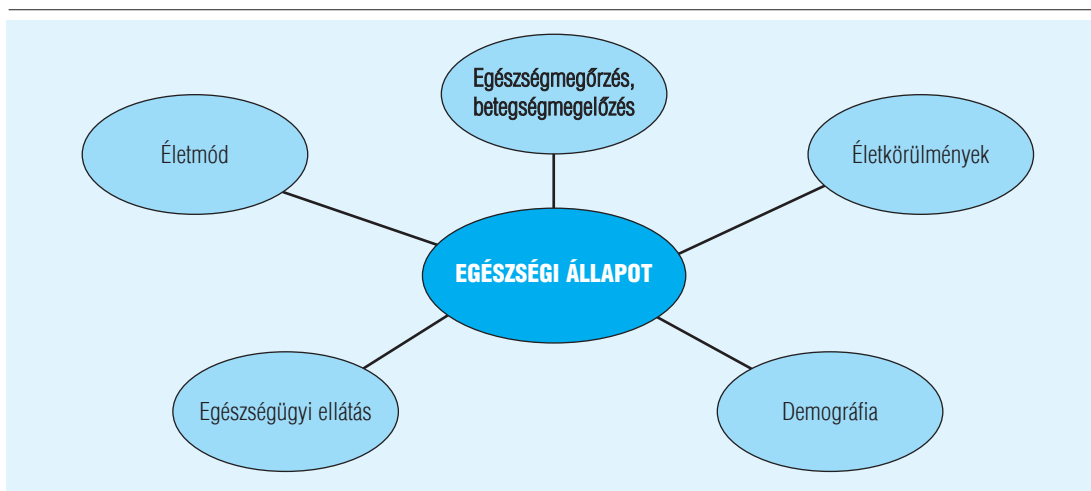 Egészségmegőrzés,
betegségmegelőzés
Életmód
Életkörülmények
EGÉSZSÉGI ÁLLAPOT
Egészségügyi ellátás
Demográfia